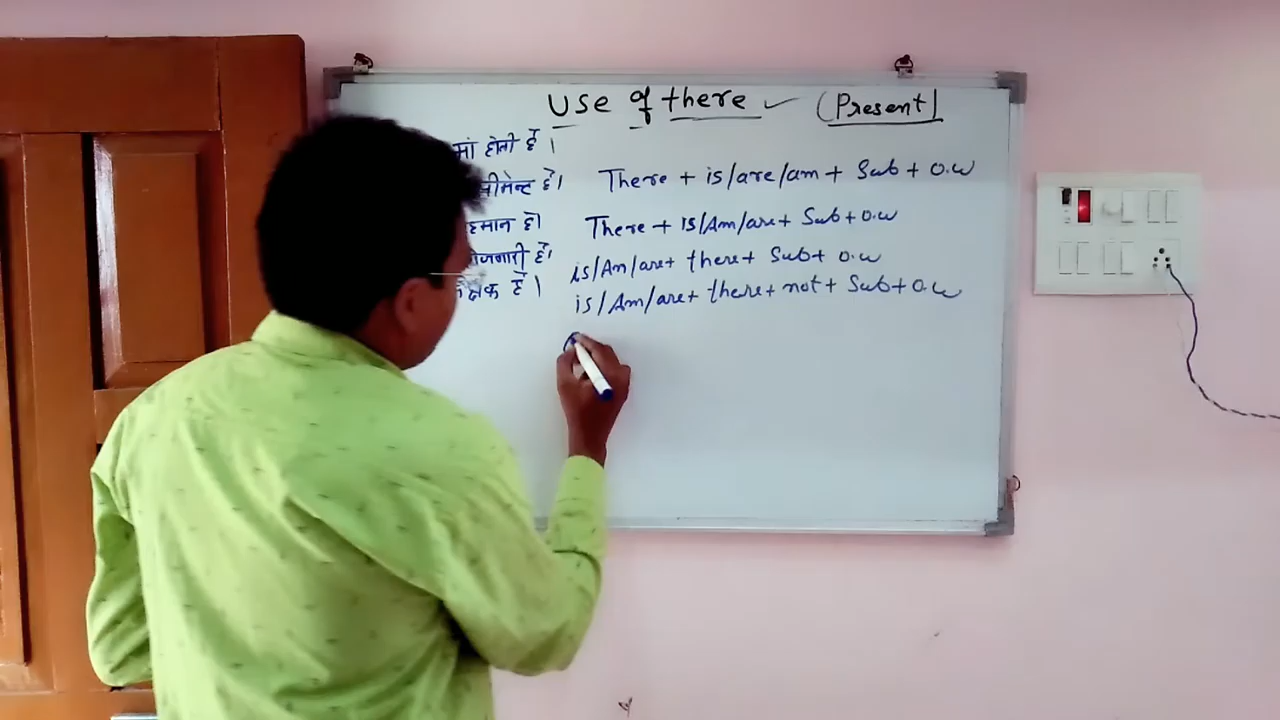 Use of there ✓ (Present]
होती हैं ।
है। There + is/are/am + Sub + O.W
है। There + is/Am/are + Sub + O.W
है। is/Am/are + there + Sub + O.W
हैं । is/Am/are + there + not + Sub + O.W